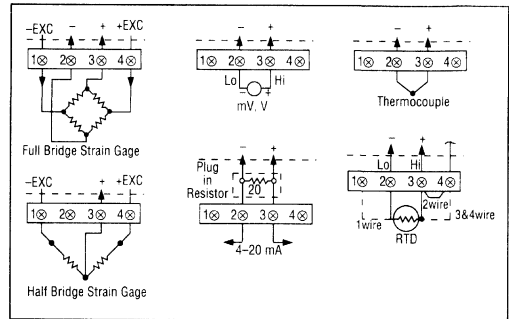 –EXC – + +EXC
1 2 3 4
Full Bridge Strain Gage
– +
1 2 3 4
Lo Hi
mV, V
– +
1 2 3 4
Thermocouple
–EXC + +EXC
1 2 3 4
Half Bridge Strain Gage
– +
Plug
in
Resistor
20
1 2 3 4
4–20 mA
– +
Lo Hi
1 2 3 4
2wire
1wire
3&4wire
RTD